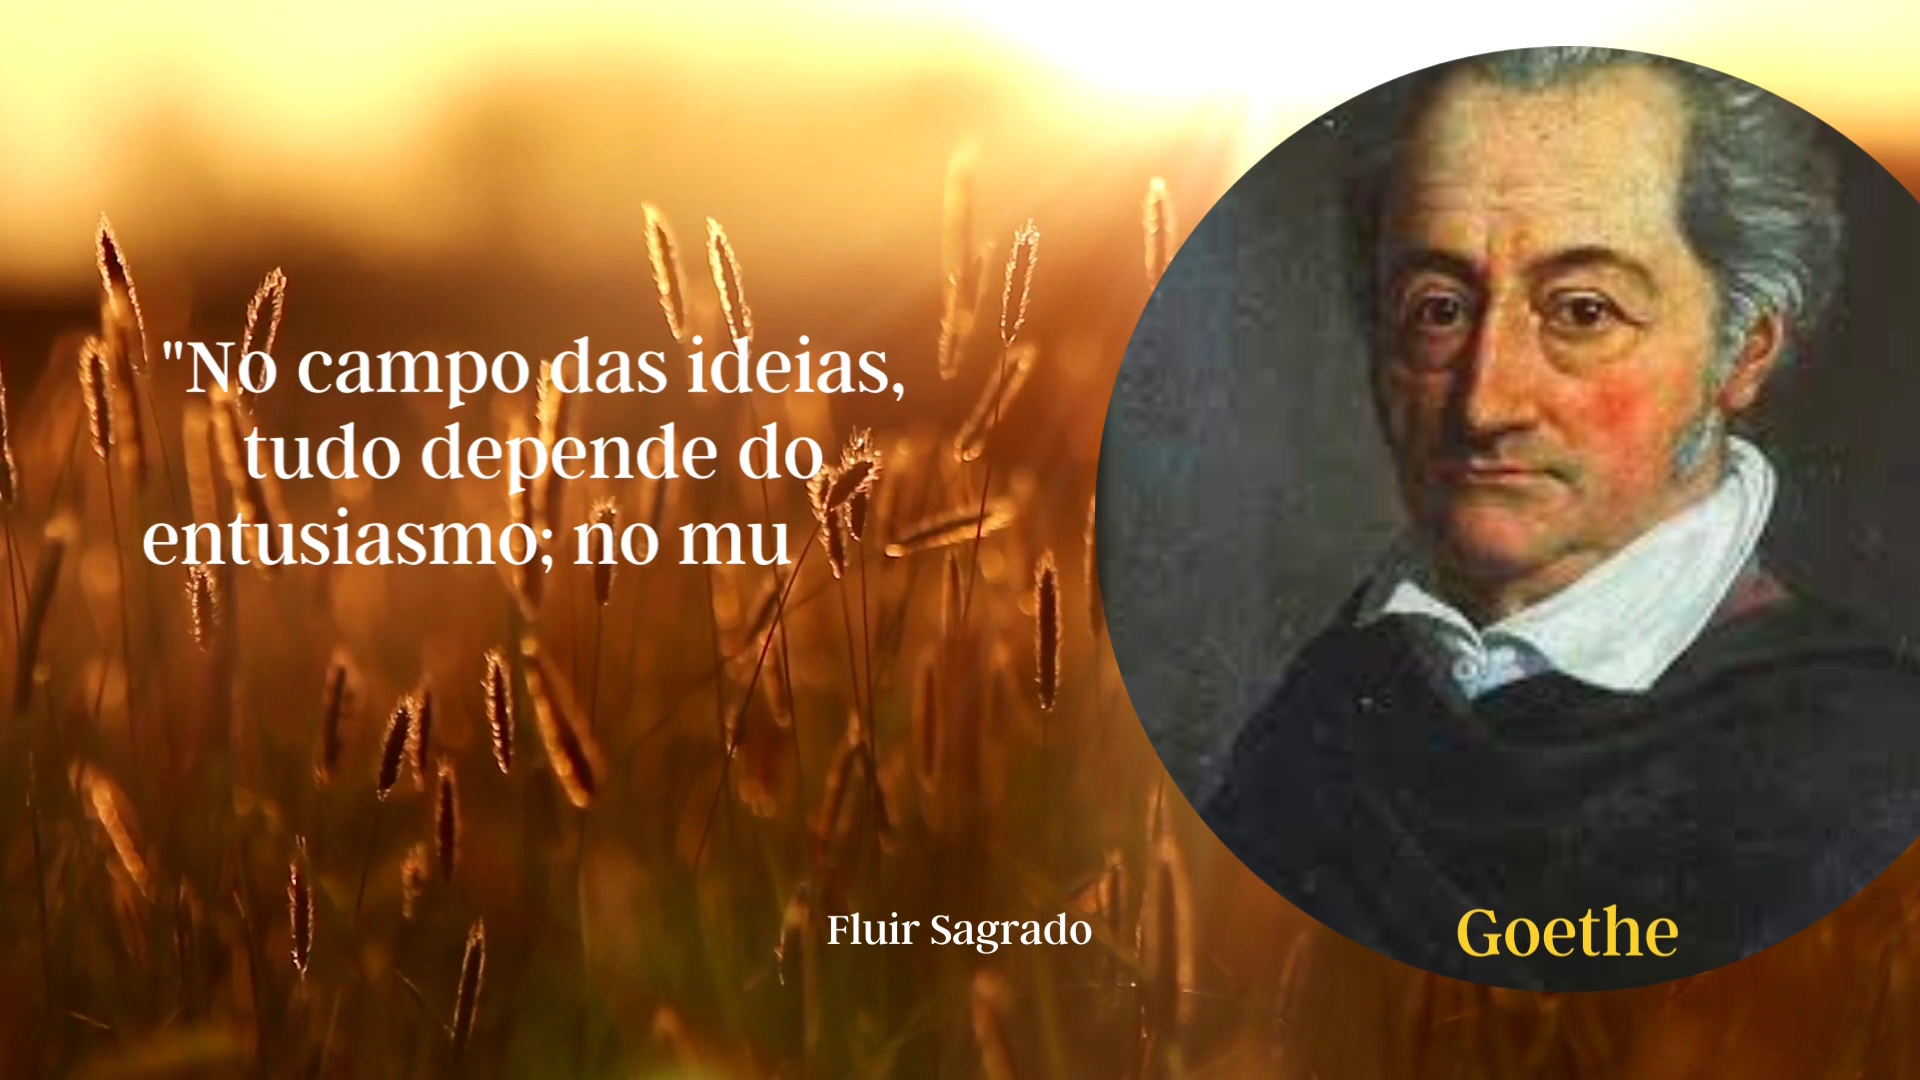 "No campo das ideias,
tudo depende do
entusiasmo; no mu
Fluir Sagrado
Goethe